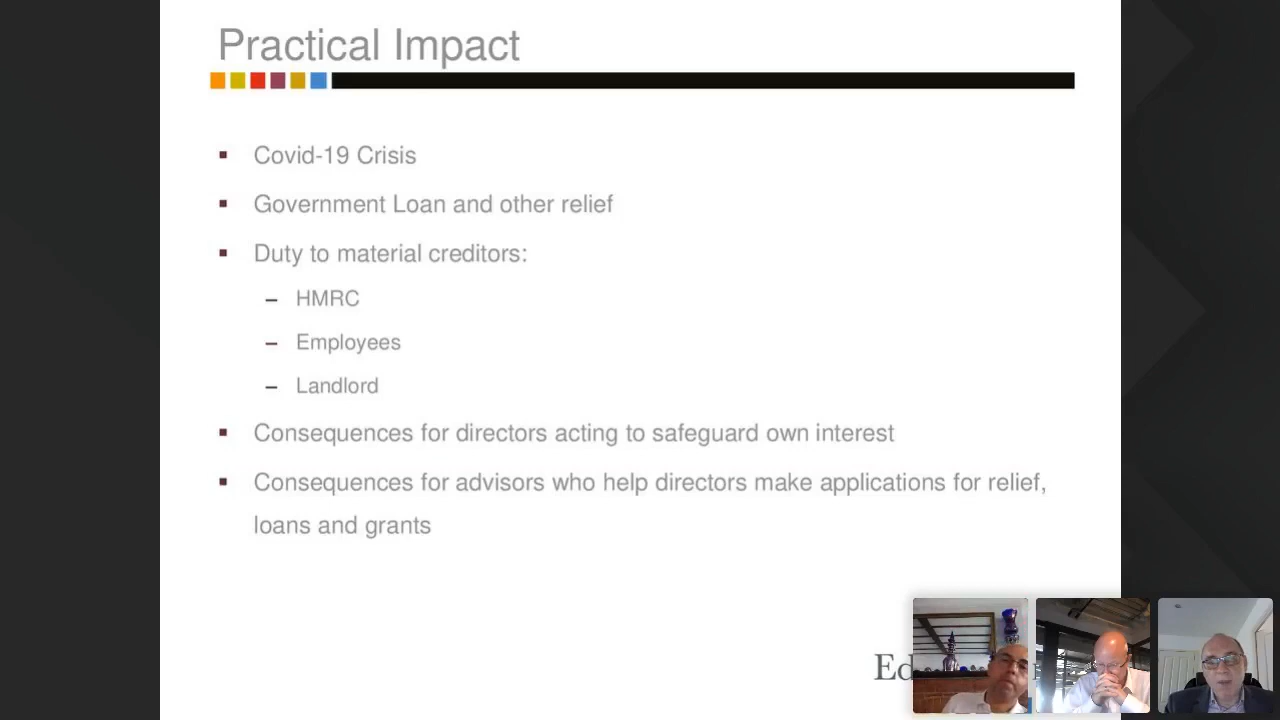 Practical Impact
Covid-19 Crisis
Government Loan and other relief
Duty to material creditors:
– HMRC
– Employees
– Landlord
Consequences for directors acting to safeguard own interest
Consequences for advisors who help directors make applications for relief,
loans and grants